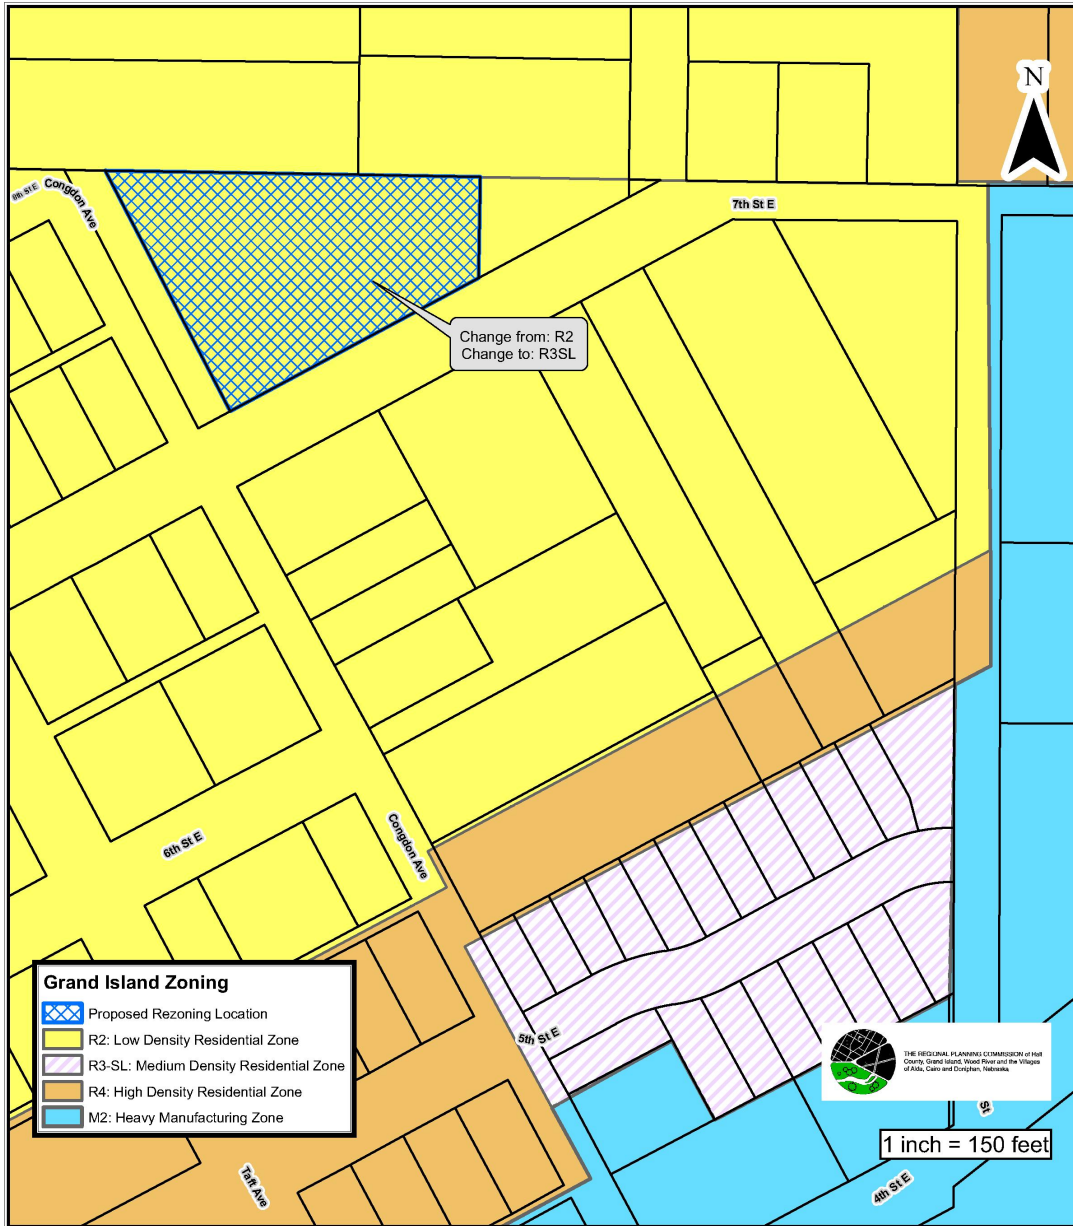 N
8th St E
Congdon Ave
7th St E
Change from: R2
Change to: R3SL
6th St E
Congdon Ave
5th St E
Grand Island Zoning
Proposed Rezoning Location
R2: Low Density Residential Zone
R3-SL: Medium Density Residential Zone
R4: High Density Residential Zone
M2: Heavy Manufacturing Zone
THE REGIONAL PLANNING COMMISSION of Hall
County, Grand Island, Wood River and the Villages
of Alda, Cairo and Doniphan, Nebraska
St
1 inch = 150 feet
Taft Ave
4th St E